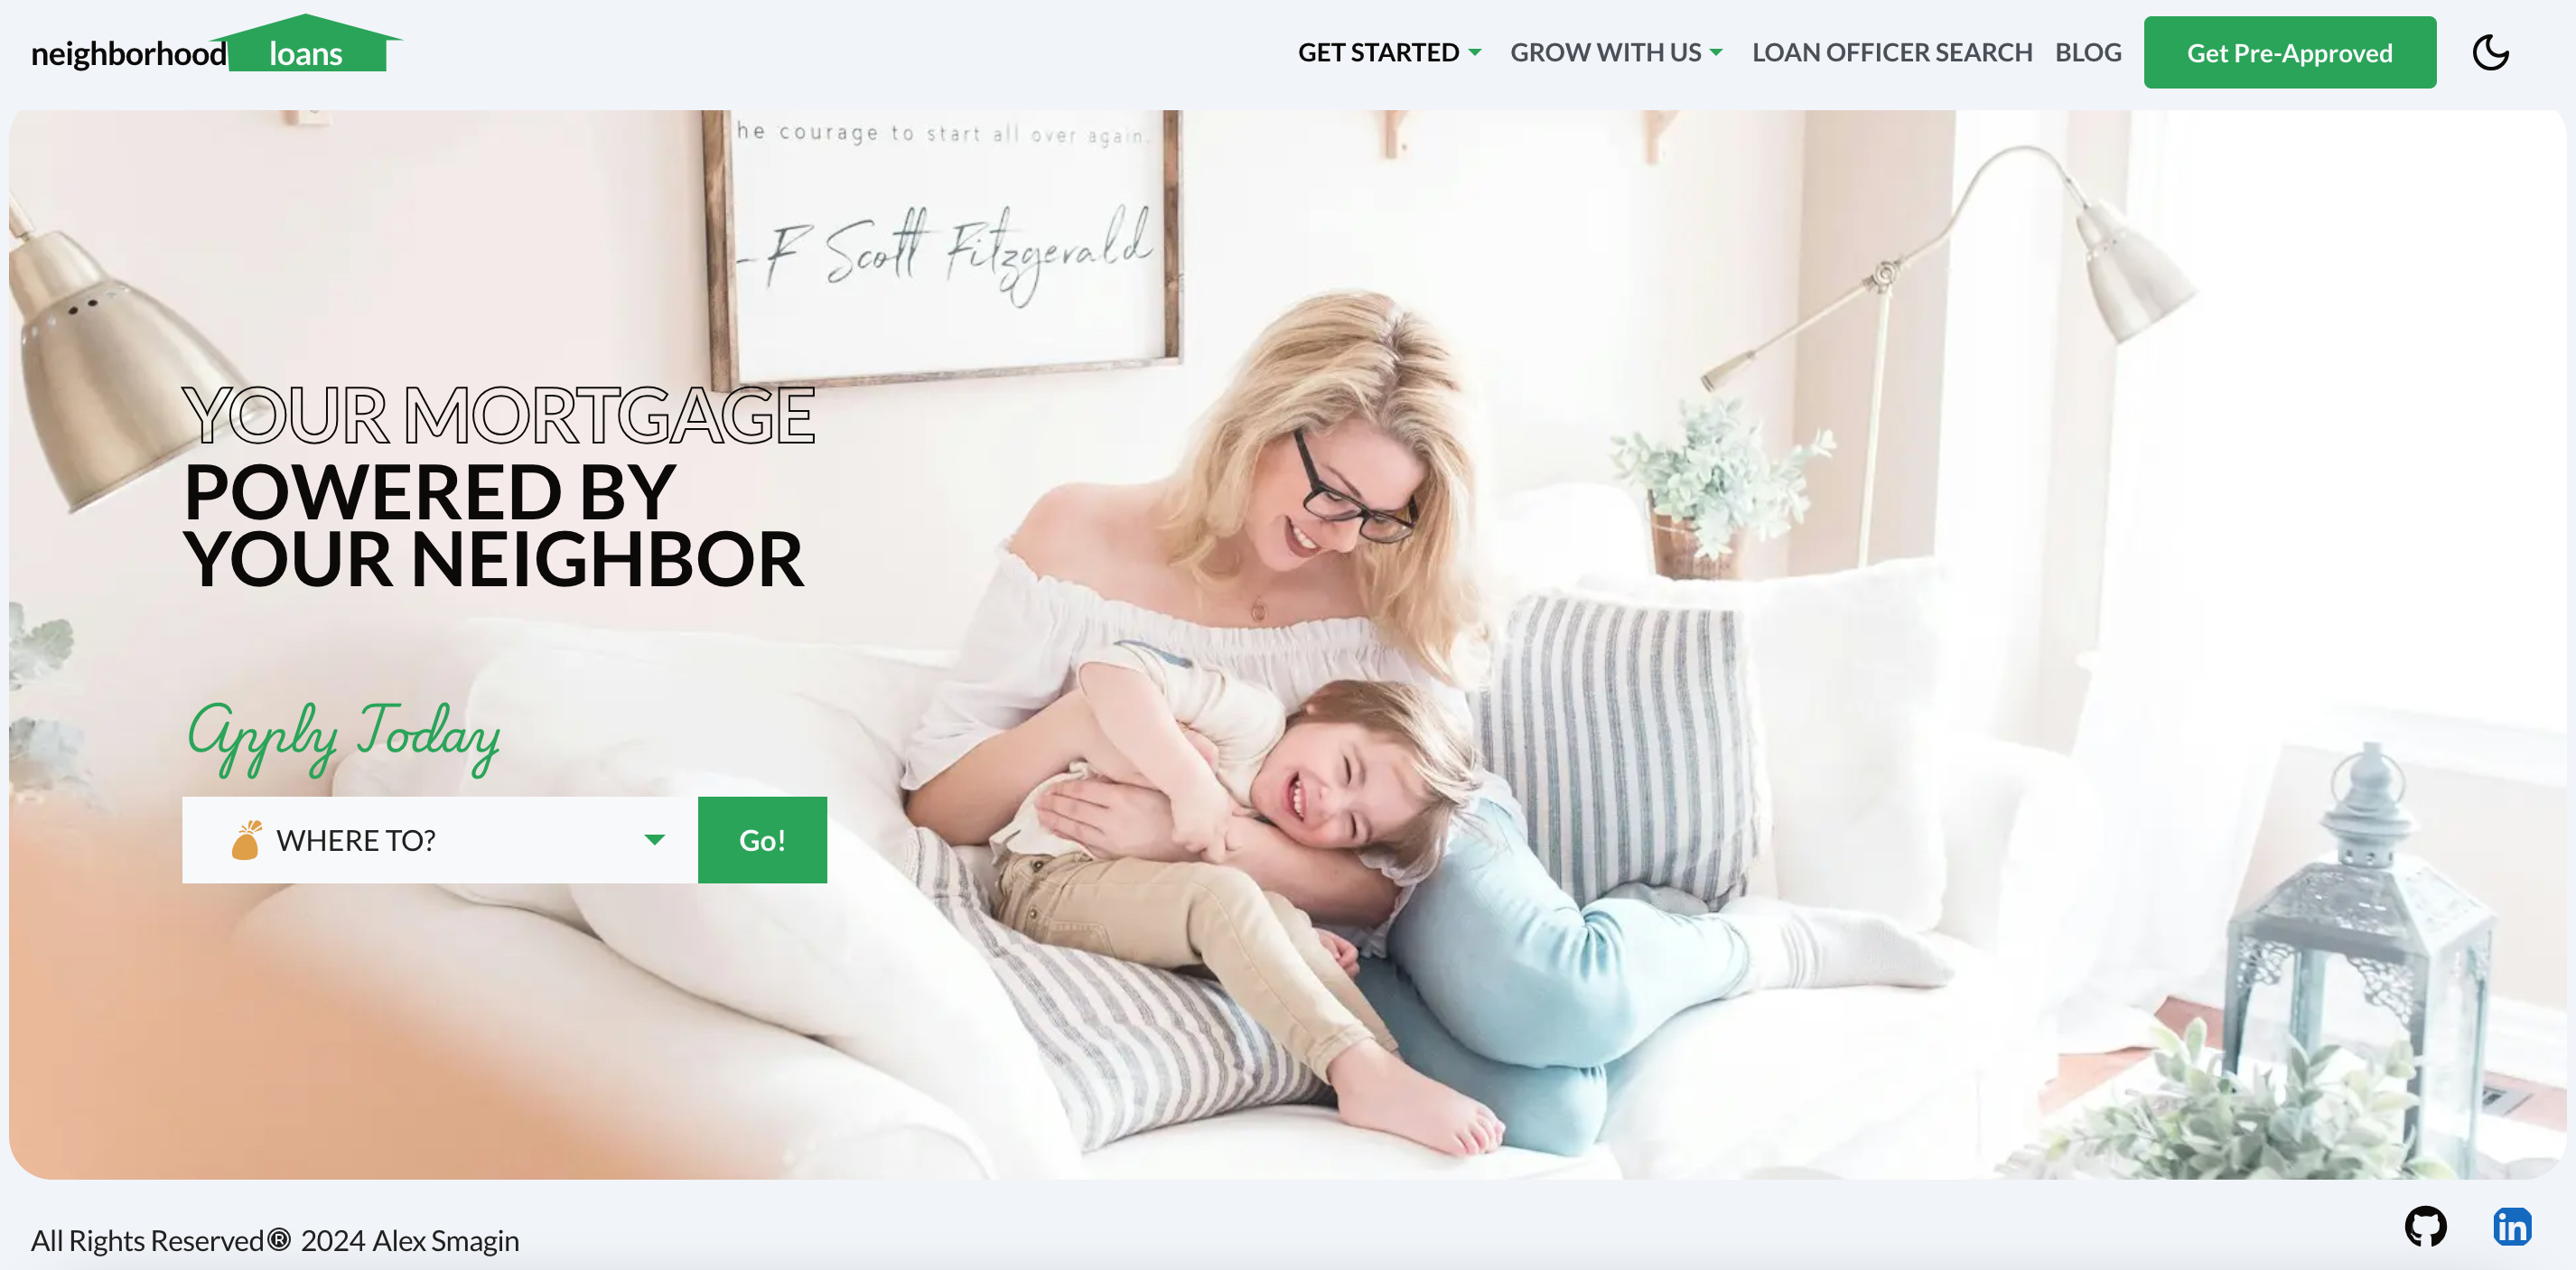 neighborhood loans
GET STARTED GROW WITH US LOAN OFFICER SEARCH BLOG Get Pre-Approved
he courage to start all over again.
-F Scott Fitzgerald
YOUR MORTGAGE
POWERED BY
YOUR NEIGHBOR
Apply Today
WHERE TO? Go!
All Rights Reserved® 2024 Alex Smagin
in